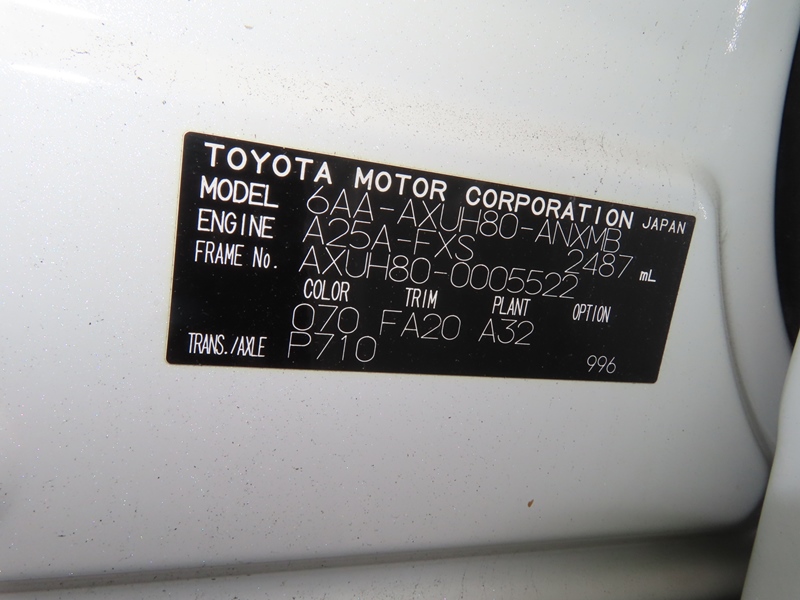 TOYOTA MOTOR CORPORATION JAPAN
MODEL 6AA-AXUH80-ANXMB
ENGINE A25A-FXS 2487 mL
FRAME No. AXUH80-0005522
COLOR TRIM PLANT OPTION
070 FA20 A32
TRANS./AXLE P710 996